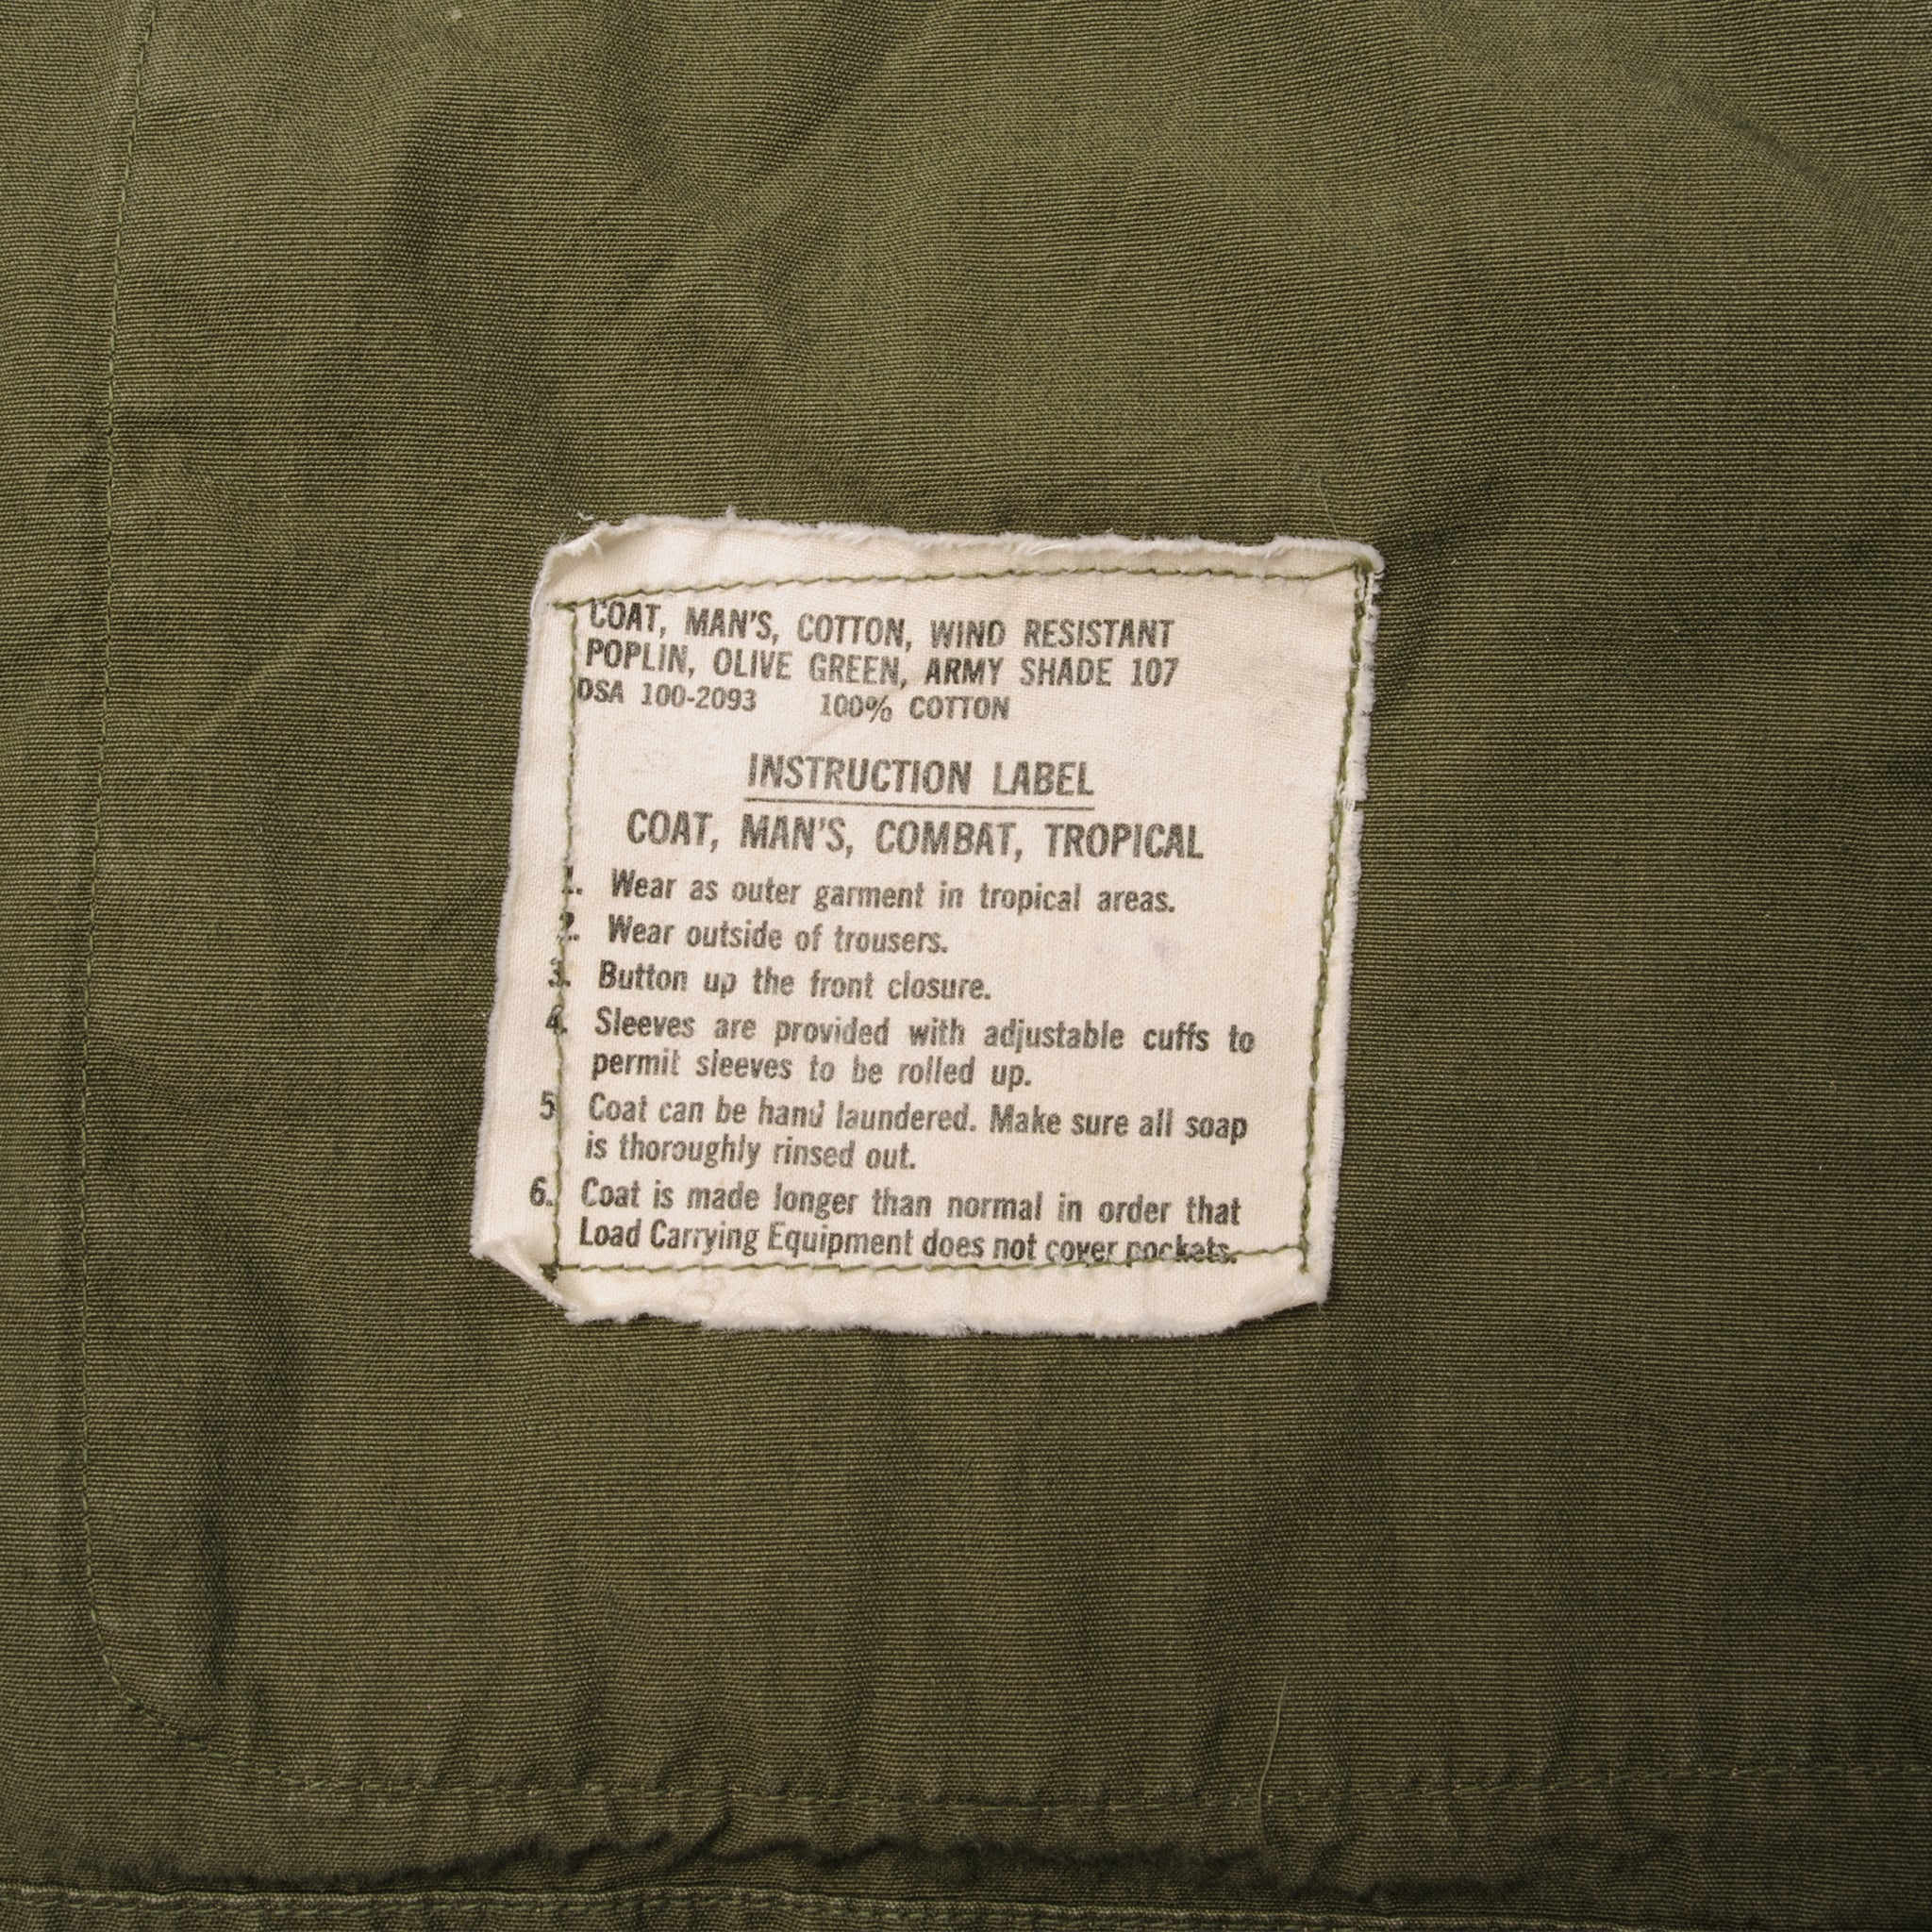 COAT, MAN'S, COTTON, WIND RESISTANT
POPLIN, OLIVE GREEN, ARMY SHADE 107
DSA 100-2093 100% COTTON
INSTRUCTION LABEL
COAT, MAN'S, COMBAT, TROPICAL
1. Wear as outer garment in tropical areas.
2. Wear outside of trousers.
3. Button up the front closure.
4. Sleeves are provided with adjustable cuffs to
permit sleeves to be rolled up.
5 Coat can be hand laundered. Make sure all soap
is thoroughly rinsed out.
6. Coat is made longer than normal in order that
Load Carrying Equipment does not cover pockets.